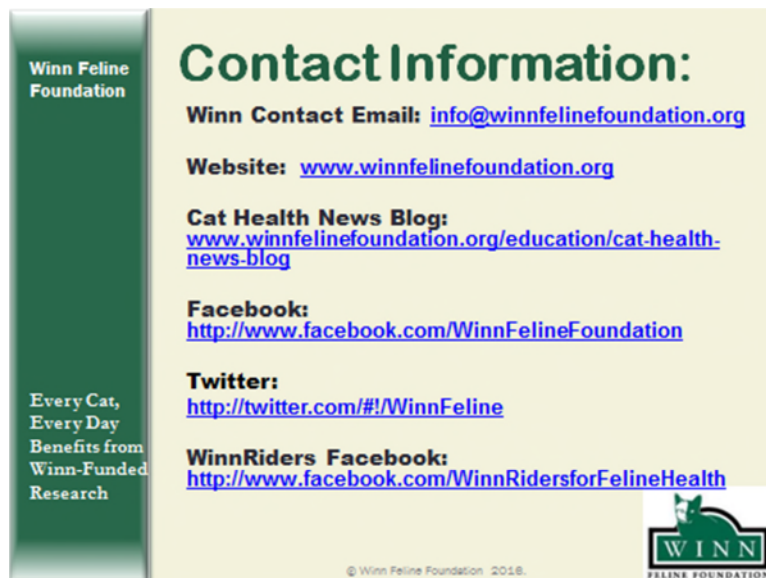 Winn Feline
Foundation
Contact Information:
Winn Contact Email: info@winnfelinefoundation.org
Website: www.winnfelinefoundation.org
Cat Health News Blog:
www.winnfelinefoundation.org/education/cat-health-
news-blog
Facebook:
http://www.facebook.com/WinnFelineFoundation
Twitter:
http://twitter.com/#!/WinnFeline
WinnRiders Facebook:
http://www.facebook.com/WinnRidersforFelineHealth
Every Cat,
Every Day
Benefits from
Winn-Funded
Research
WINN
FELINE FOUNDATION
© Winn Feline Foundation 2018.